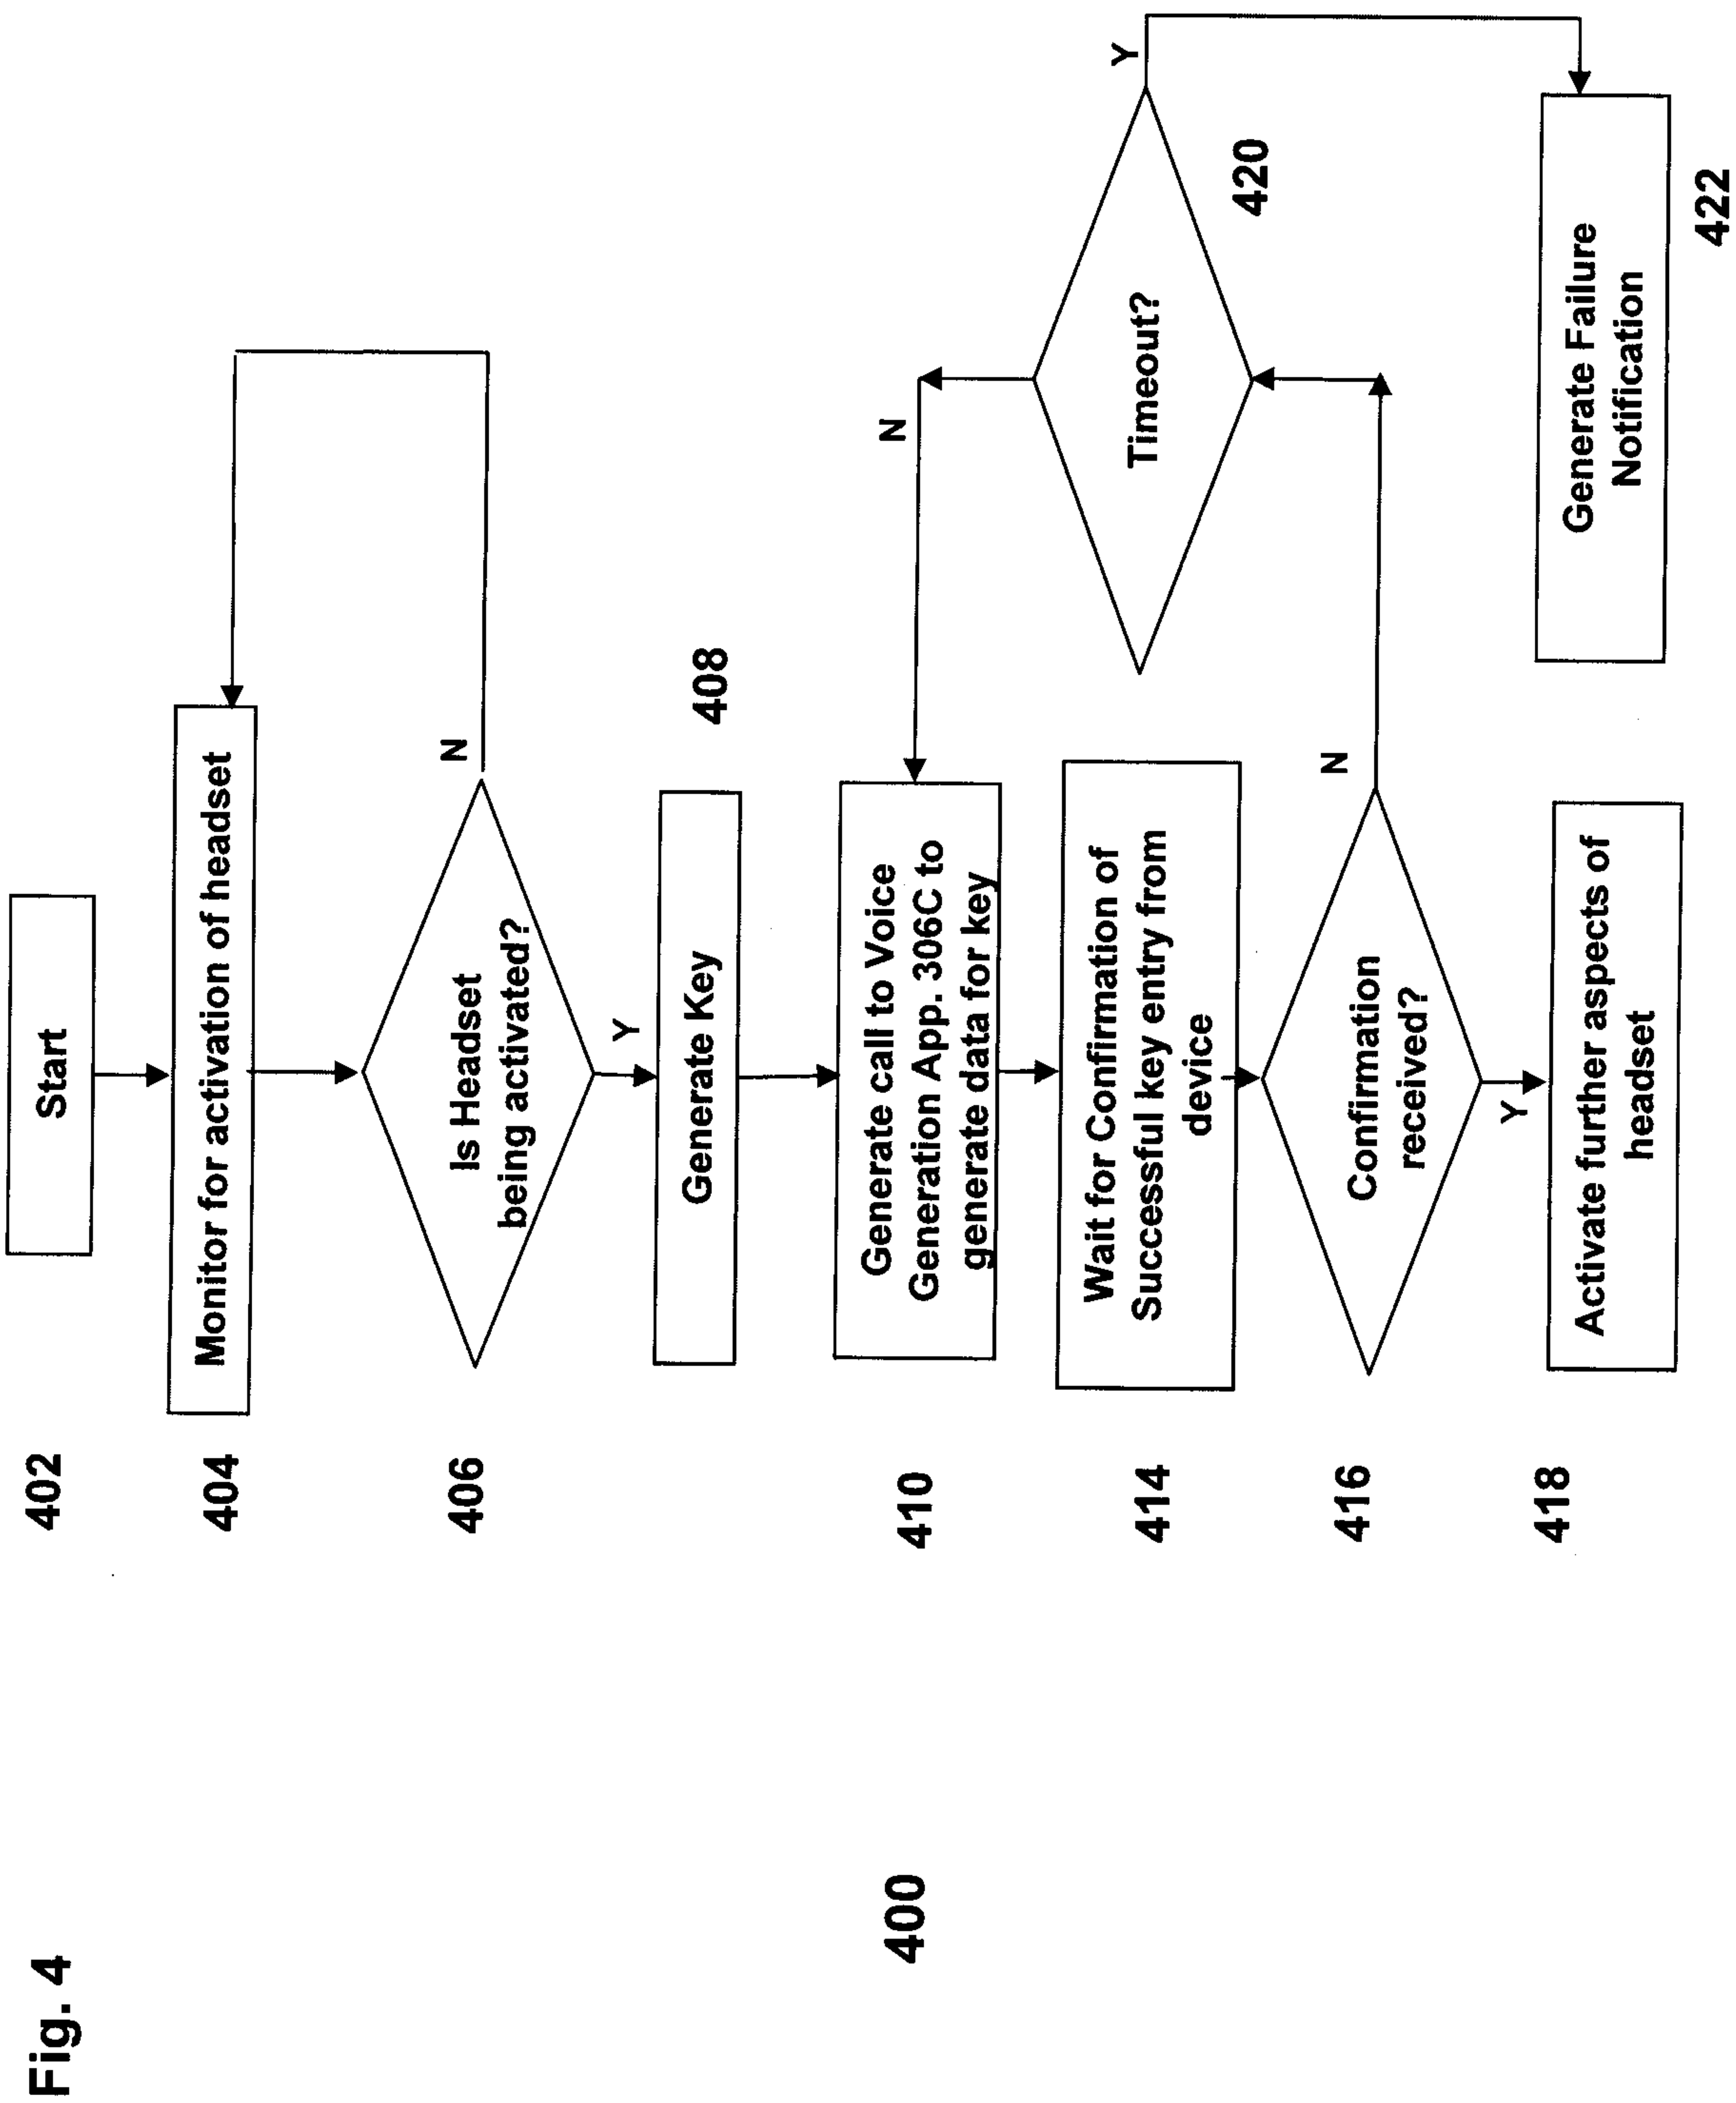 Fig. 4
400
402
Start
404
Monitor for activation of headset
406
Is Headset
being activated?
N
Y
408
Generate Key
410
Generate call to Voice
Generation App. 306C to
generate data for key
N
414
Wait for Confirmation of
Successful key entry from
device
Timeout?
Y
420
416
Confirmation
received?
N
Y
418
Activate further aspects of
headset
Generate Failure
Notification
422